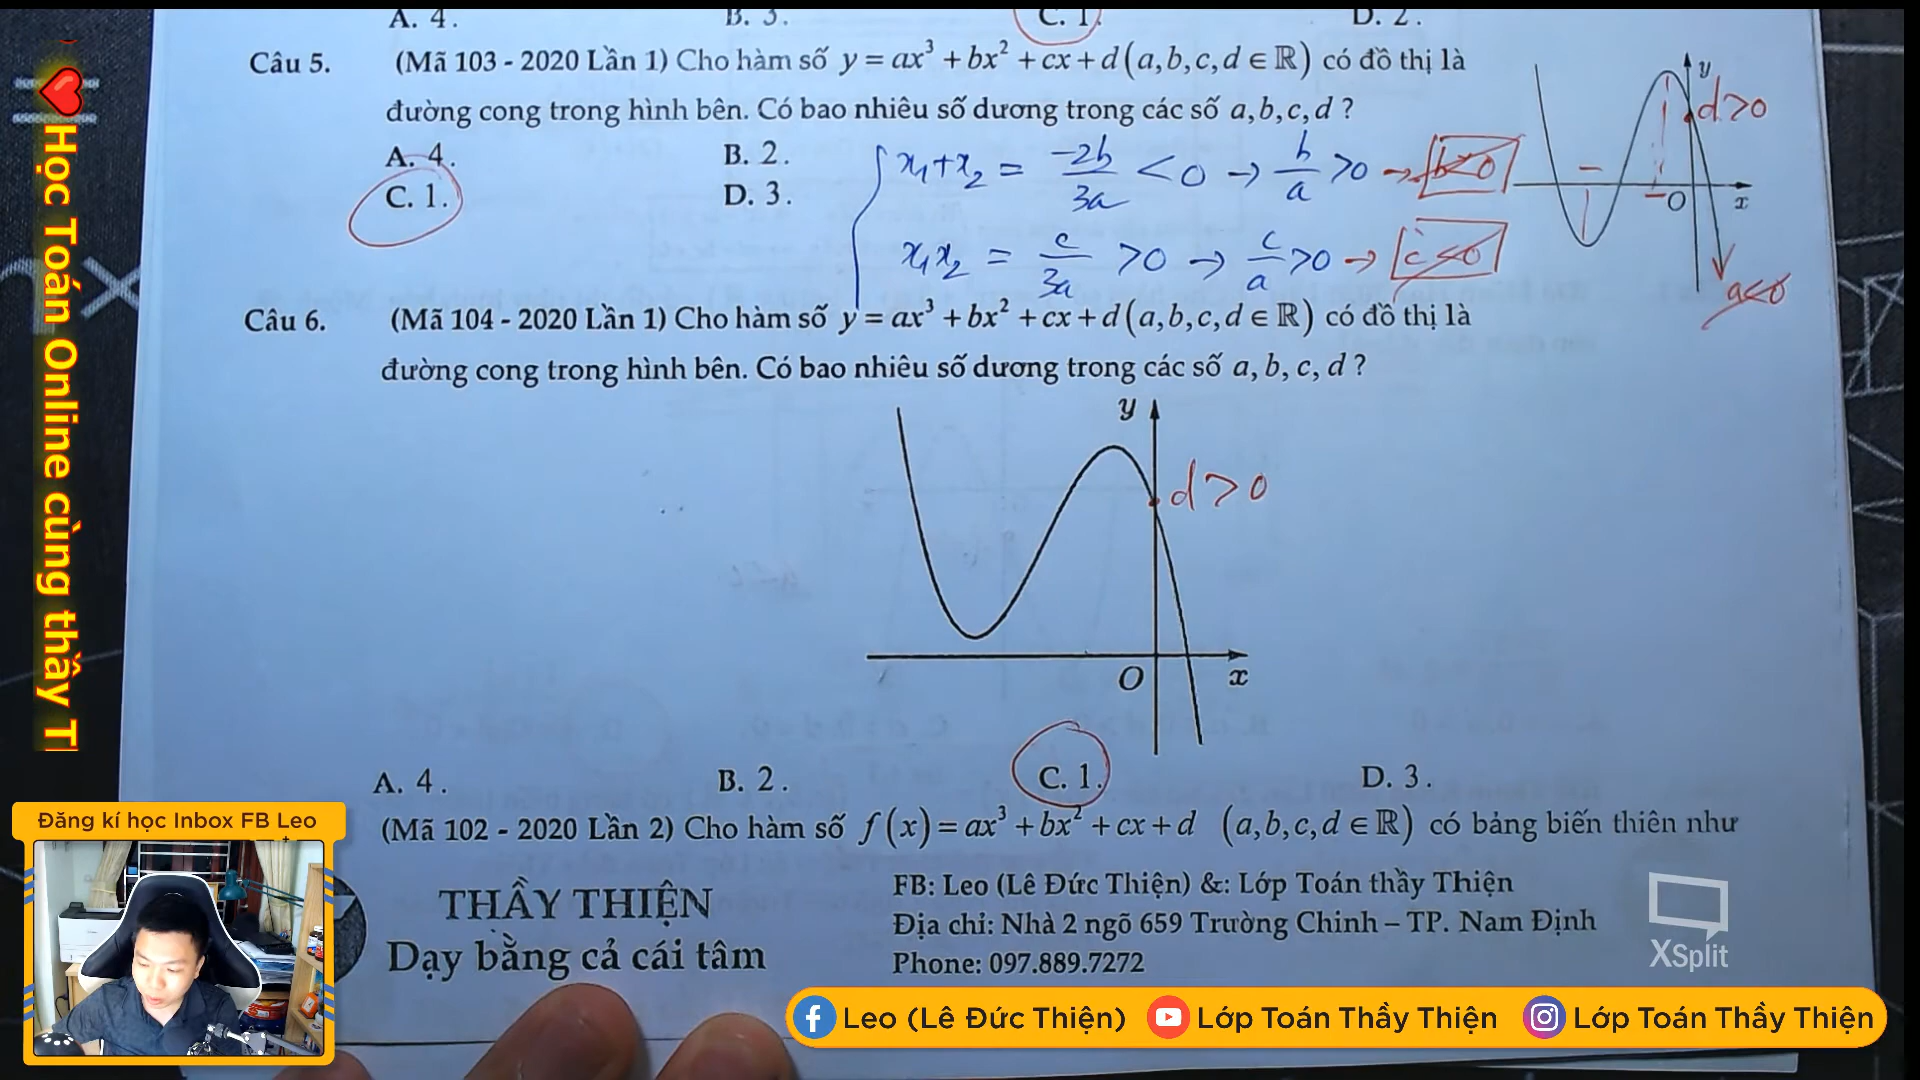 A. 4.
B. 3.
C. 1.
D. 2.
Câu 5. (Mã 103 - 2020 Lần 1) Cho hàm số y = ax³ + bx² + cx + d (a,b,c,d ∈ ℝ) có đồ thị là
đường cong trong hình bên. Có bao nhiêu số dương trong các số a,b,c,d ?
A. 4.
B. 2.
C. 1.
D. 3.
x₁+x₂ = -2b/3a < 0 → b/a > 0 → b<0
x₁x₂ = c/3a > 0 → c/a > 0 → c<0
y
d>0
O
x
a<0
Câu 6. (Mã 104 - 2020 Lần 1) Cho hàm số y = ax³ + bx² + cx + d (a,b,c,d ∈ ℝ) có đồ thị là
đường cong trong hình bên. Có bao nhiêu số dương trong các số a, b, c, d ?
y
d>0
O
x
A. 4.
B. 2.
C. 1.
D. 3.
(Mã 102 - 2020 Lần 2) Cho hàm số f(x) = ax³ + bx² + cx + d (a,b,c,d ∈ ℝ) có bảng biến thiên như
THẦY THIỆN
Dạy bằng cả cái tâm
FB: Leo (Lê Đức Thiện) &: Lớp Toán thầy Thiện
Địa chỉ: Nhà 2 ngõ 659 Trường Chinh – TP. Nam Định
Phone: 097.889.7272
XSplit
Học Toán Online cùng thầy
Đăng kí học Inbox FB Leo
Leo (Lê Đức Thiện)
Lớp Toán Thầy Thiện
Lớp Toán Thầy Thiện